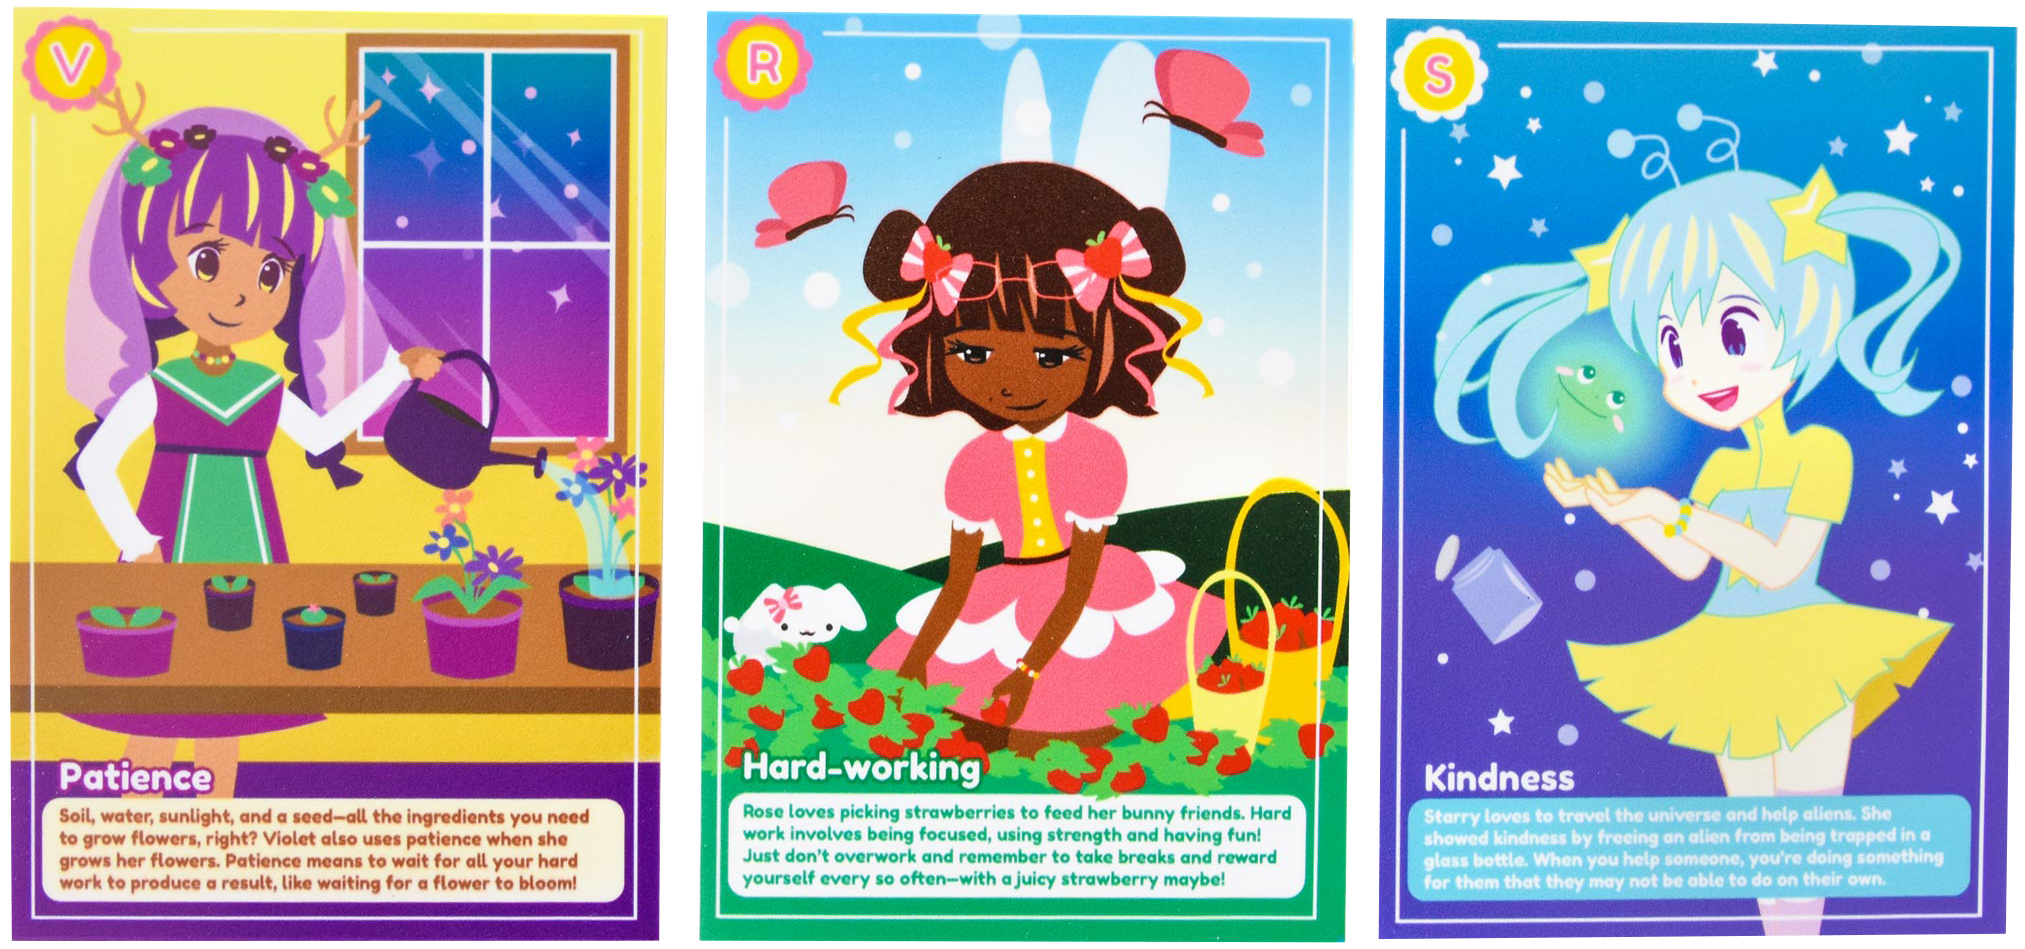 V
Patience
Soil, water, sunlight, and a seed—all the ingredients you need
to grow flowers, right? Violet also uses patience when she
grows her flowers. Patience means to wait for all your hard
work to produce a result, like waiting for a flower to bloom!
R
Hard-working
Rose loves picking strawberries to feed her bunny friends. Hard
work involves being focused, using strength and having fun!
Just don't overwork and remember to take breaks and reward
yourself every so often—with a juicy strawberry maybe!
S
Kindness
Starry loves to travel the universe and help aliens. She
showed kindness by freeing an alien from being trapped in a
glass bottle. When you help someone, you're doing something
for them that they may not be able to do on their own.